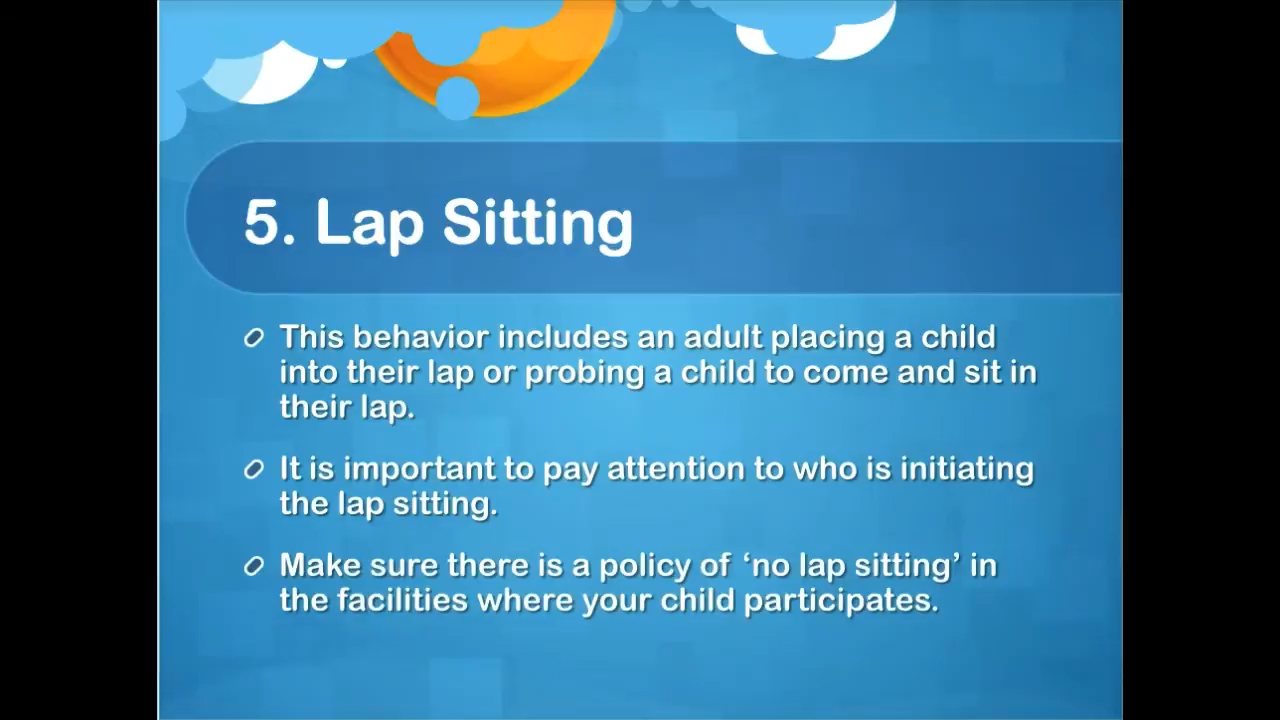 5. Lap Sitting
This behavior includes an adult placing a child
into their lap or probing a child to come and sit in
their lap.
It is important to pay attention to who is initiating
the lap sitting.
Make sure there is a policy of ‘no lap sitting’ in
the facilities where your child participates.